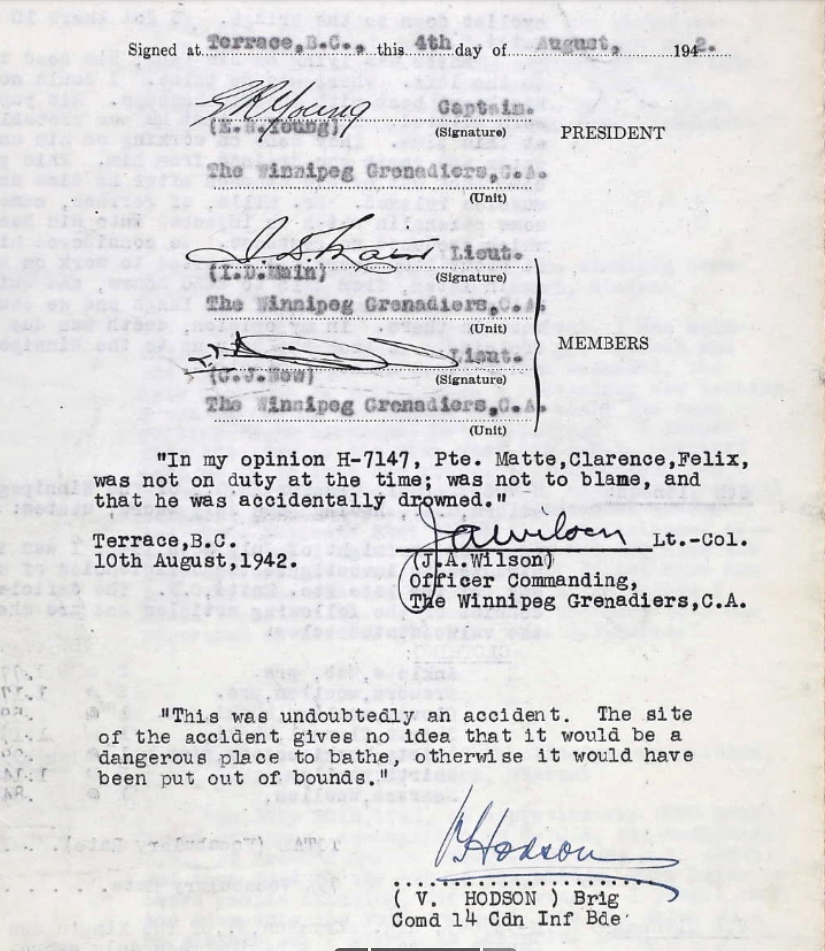 Signed at Terrace,B.C., this 4th day of August, 1942.
E R Young Captain.
(E.R.Young) (Signature) PRESIDENT
The Winnipeg Grenadiers,C.A.
(Unit)
I. D. Main Lieut.
(I.D.Main) (Signature)
The Winnipeg Grenadiers,C.A.
(Unit)
MEMBERS
Lieut.
(Signature)
The Winnipeg Grenadiers,C.A.
(Unit)
"In my opinion H-7147, Pte. Matte,Clarence,Felix,
was not on duty at the time; was not to blame, and
that he was accidentally drowned."
JAWilson Lt.-Col.
Terrace,B.C.
10th August,1942.
(J.A.Wilson)
Officer Commanding,
The Winnipeg Grenadiers,C.A.
"This was undoubtedly an accident. The site
of the accident gives no idea that it would be a
dangerous place to bathe, otherwise it would have
been put out of bounds."
V. Hodson
( V. HODSON ) Brig
Comd 14 Cdn Inf Bde